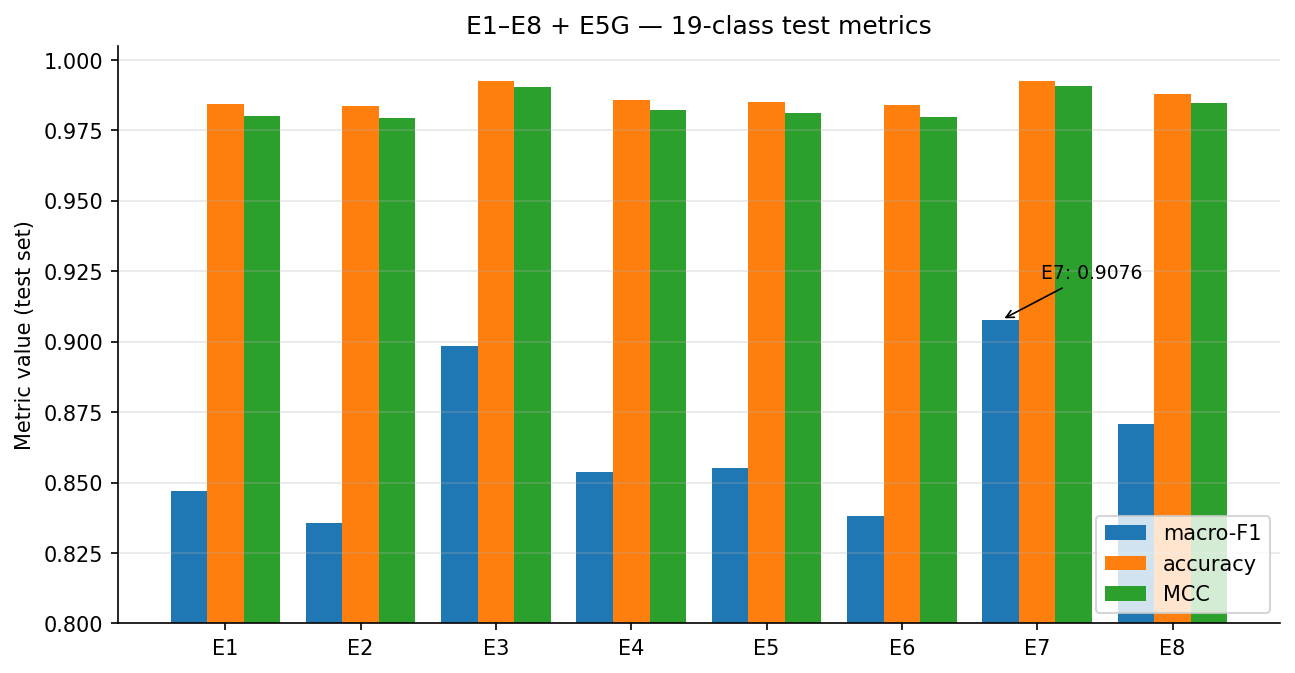 E1–E8 + E5G — 19-class test metrics
Metric value (test set)
1.000
0.975
0.950
0.925
0.900
0.875
0.850
0.825
0.800
E7: 0.9076
macro-F1
accuracy
MCC
E1 E2 E3 E4 E5 E6 E7 E8